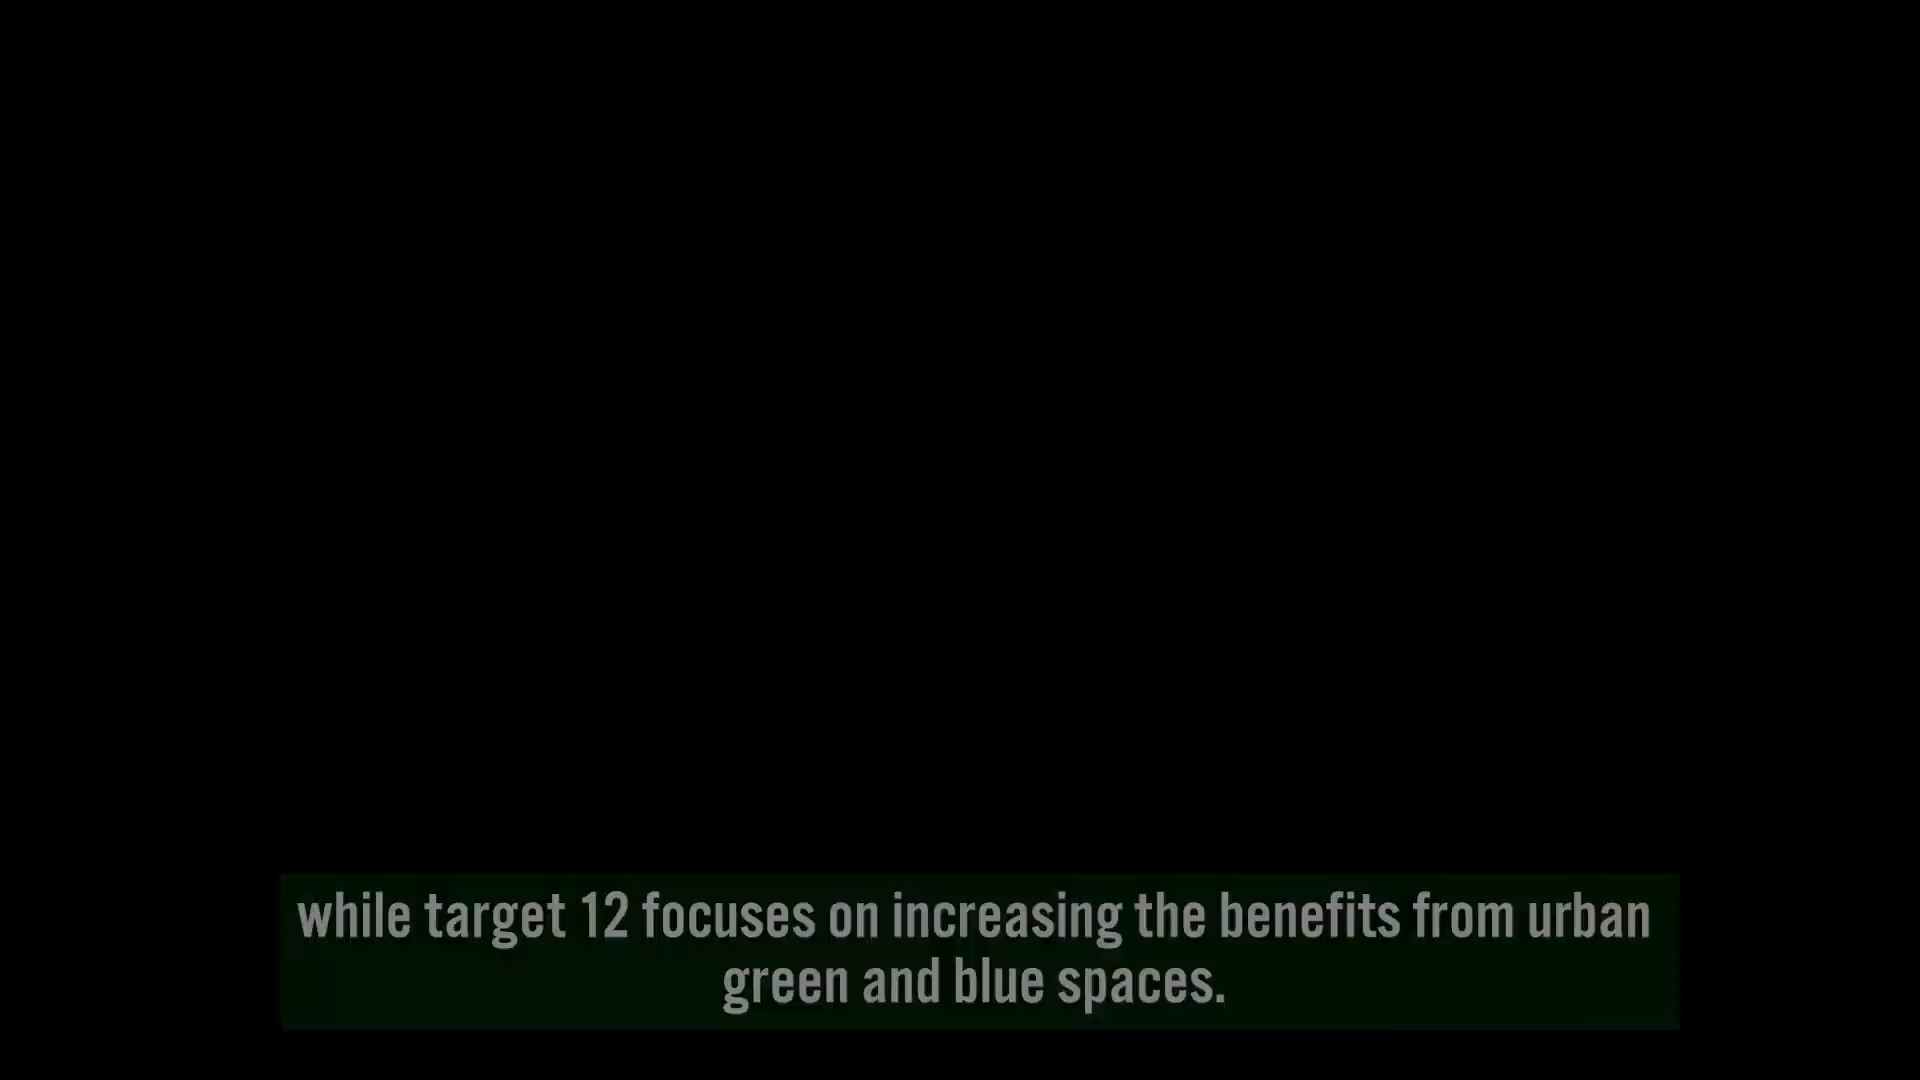 while target 12 focuses on increasing the benefits from urban
green and blue spaces.